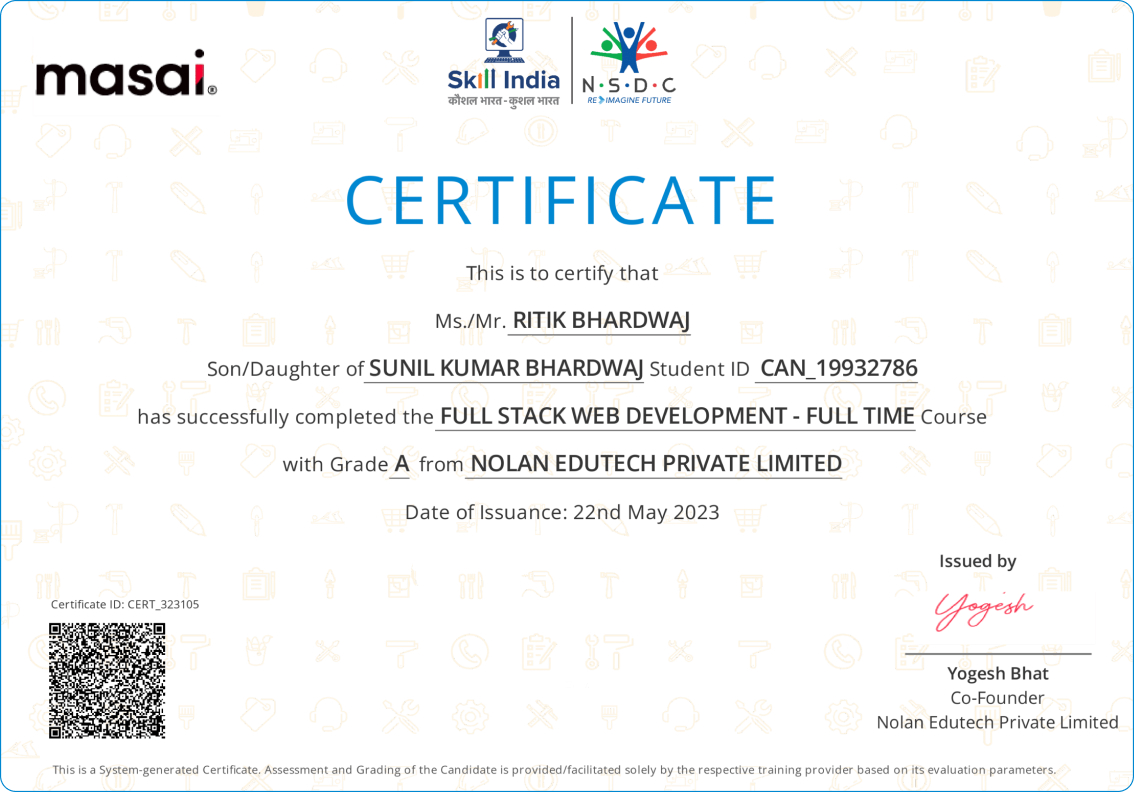 masai.®
Skill India
कौशल भारत - कुशल भारत
N·S·D·C
RE IMAGINE FUTURE
CERTIFICATE
This is to certify that
Ms./Mr. RITIK BHARDWAJ
Son/Daughter of SUNIL KUMAR BHARDWAJ Student ID CAN_19932786
has successfully completed the FULL STACK WEB DEVELOPMENT - FULL TIME Course
with Grade A from NOLAN EDUTECH PRIVATE LIMITED
Date of Issuance: 22nd May 2023
Issued by
Certificate ID: CERT_323105
Yogesh
Yogesh Bhat
Co-Founder
Nolan Edutech Private Limited
This is a System-generated Certificate. Assessment and Grading of the Candidate is provided/facilitated solely by the respective training provider based on its evaluation parameters.